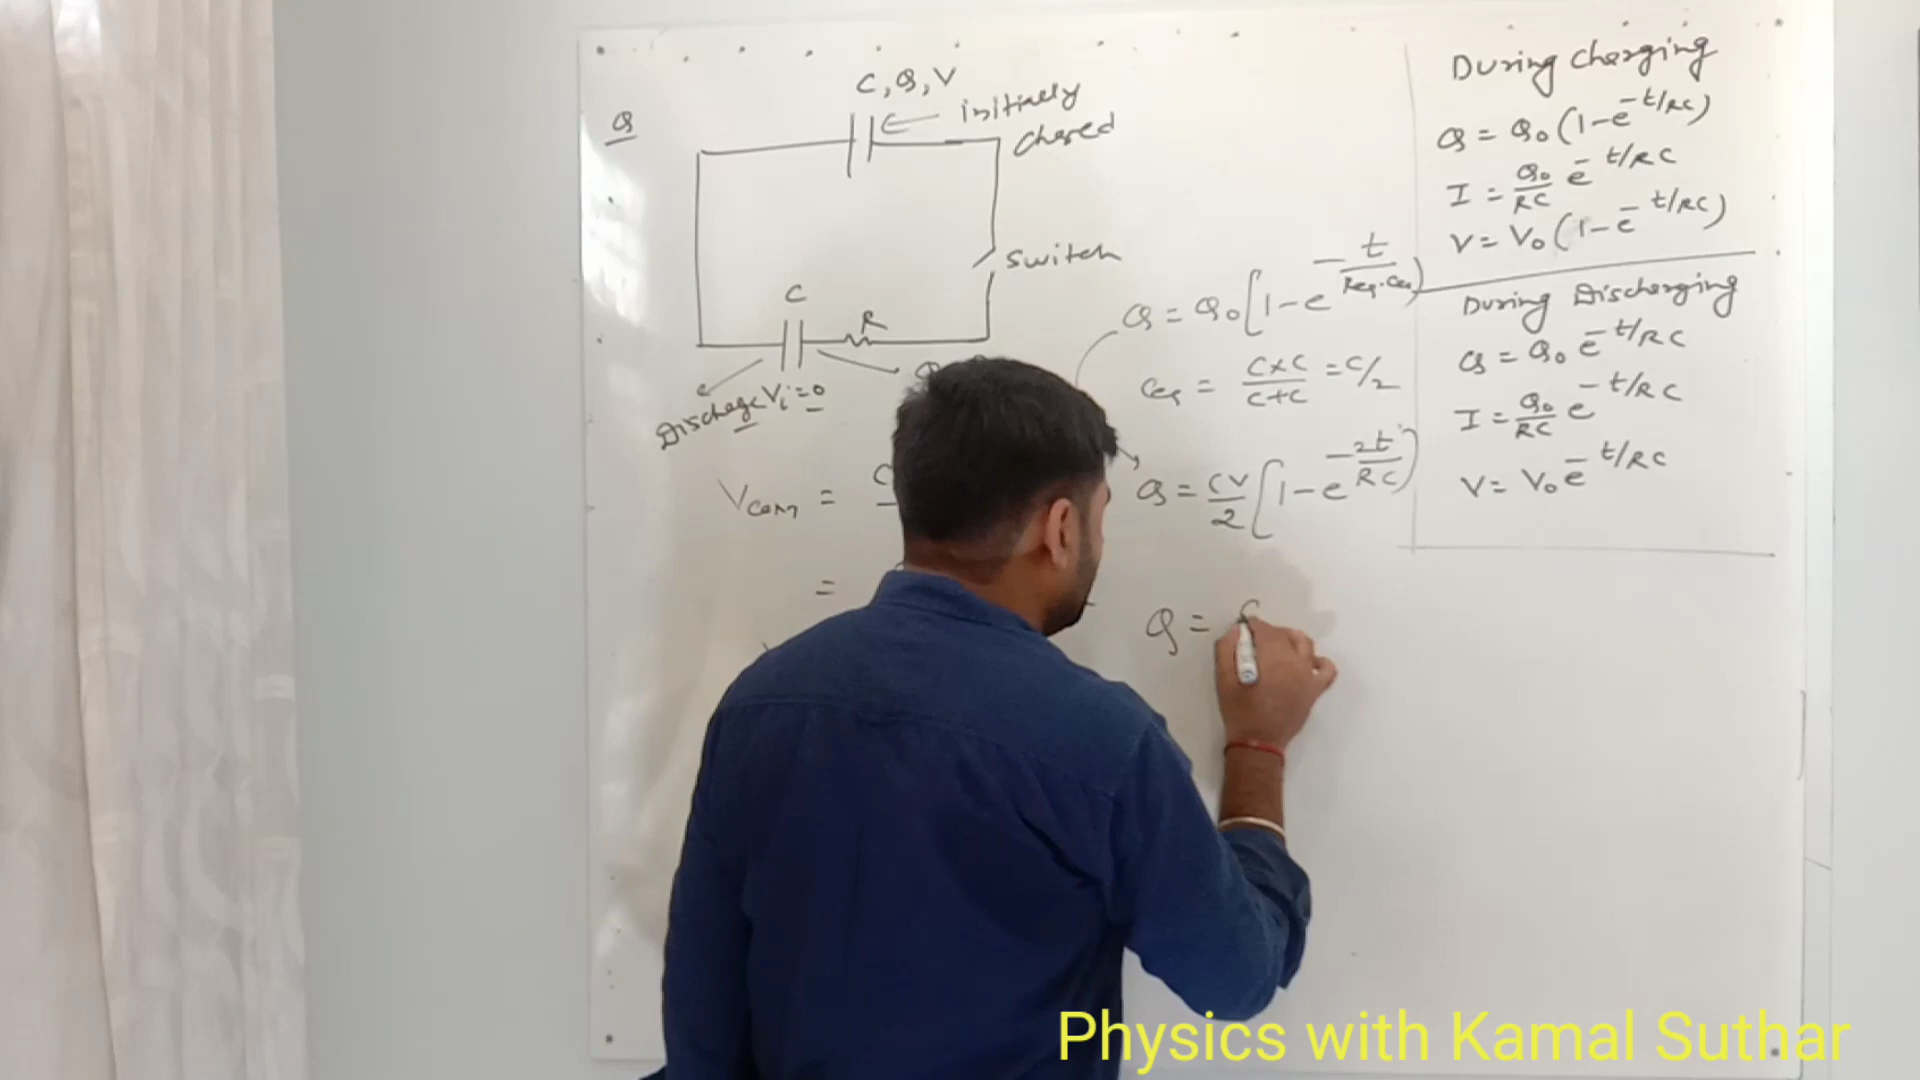 Q
C, Q, V
initially
Chared
Switch
C
R
Dischage Vi = 0
Vcom =
=
Q = Q₀ [1 - e^(-t/Req.Ceq)]
Ceq = C×C/C+C = C/2
Q = CV/2 [1 - e^(-2t/RC)]
Q =
During Charging
Q = Q₀ (1 - e^(-t/RC))
I = Q₀/RC e^(-t/RC)
V = V₀ (1 - e^(-t/RC))
During Discharging
Q = Q₀ e^(-t/RC)
I = Q₀/RC e^(-t/RC)
V = V₀ e^(-t/RC)
Physics with Kamal Suthar